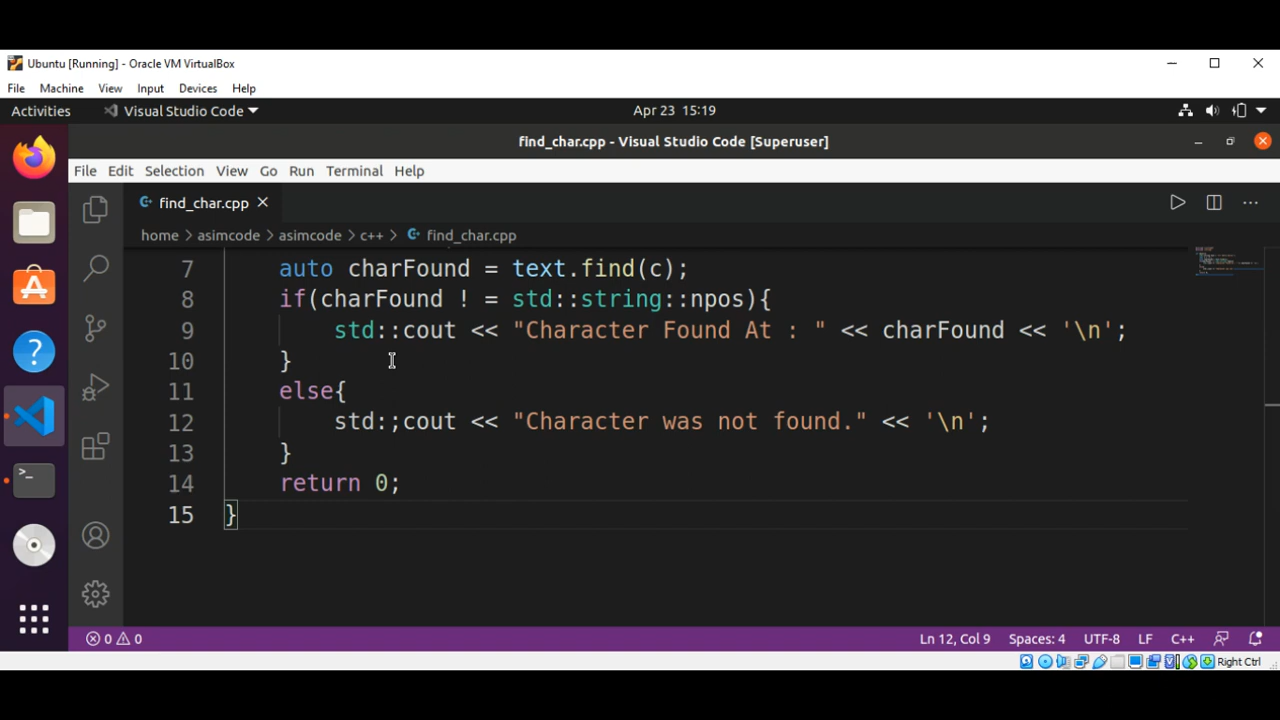 Ubuntu [Running] - Oracle VM VirtualBox
File Machine View Input Devices Help
Activities Visual Studio Code Apr 23 15:19
find_char.cpp - Visual Studio Code [Superuser]
File Edit Selection View Go Run Terminal Help
find_char.cpp
home > asimcode > asimcode > c++ > find_char.cpp
7 auto charFound = text.find(c);
8 if(charFound ! = std::string::npos){
9 std::cout << "Character Found At : " << charFound << '\n';
10 }
11 else{
12 std:;cout << "Character was not found." << '\n';
13 }
14 return 0;
15 }
0 0 Ln 12, Col 9 Spaces: 4 UTF-8 LF C++
Right Ctrl